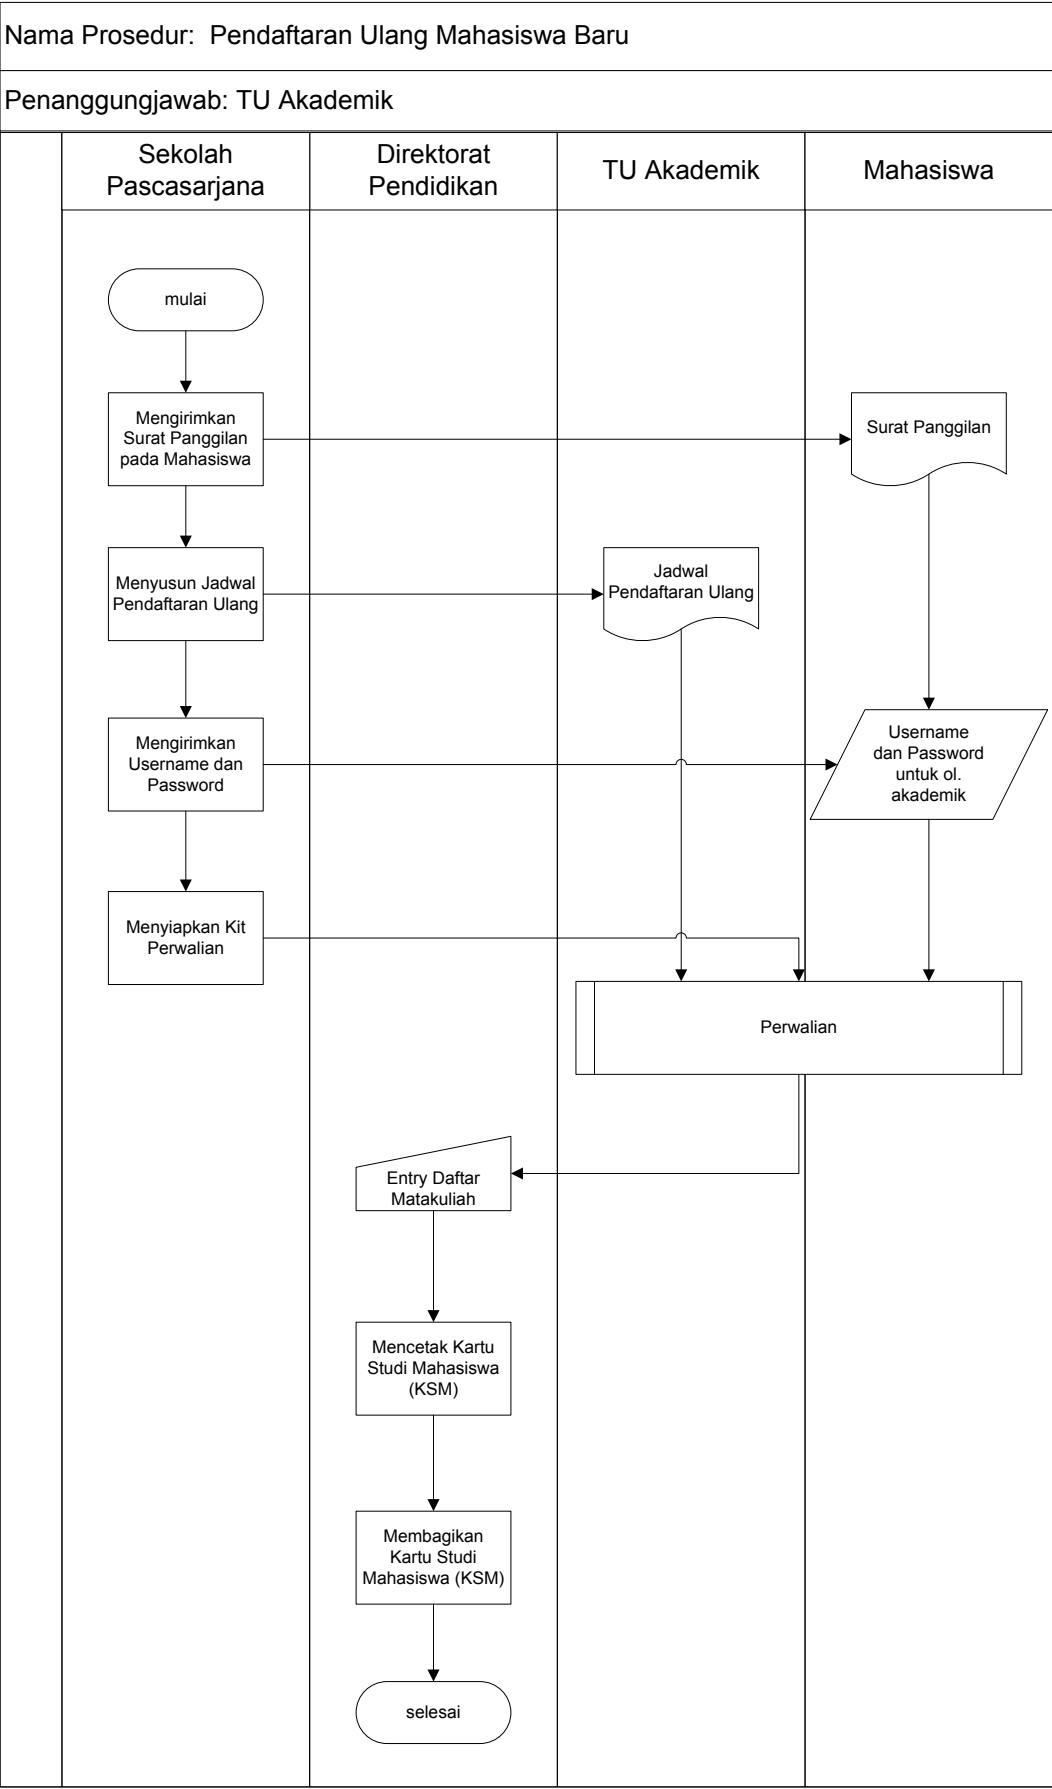 Nama Prosedur:  Pendaftaran Ulang Mahasiswa Baru
Penanggungjawab: TU Akademik
Sekolah
Pascasarjana
Direktorat
Pendidikan
TU Akademik
Mahasiswa
mulai
Mengirimkan
Surat Panggilan
pada Mahasiswa
Surat Panggilan
Menyusun Jadwal
Pendaftaran Ulang
Jadwal
Pendaftaran Ulang
Mengirimkan
Username dan
Password
Username
dan Password
untuk ol.
akademik
Menyiapkan Kit
Perwalian
Perwalian
Entry Daftar
Matakuliah
Mencetak Kartu
Studi Mahasiswa
(KSM)
Membagikan
Kartu Studi
Mahasiswa (KSM)
selesai